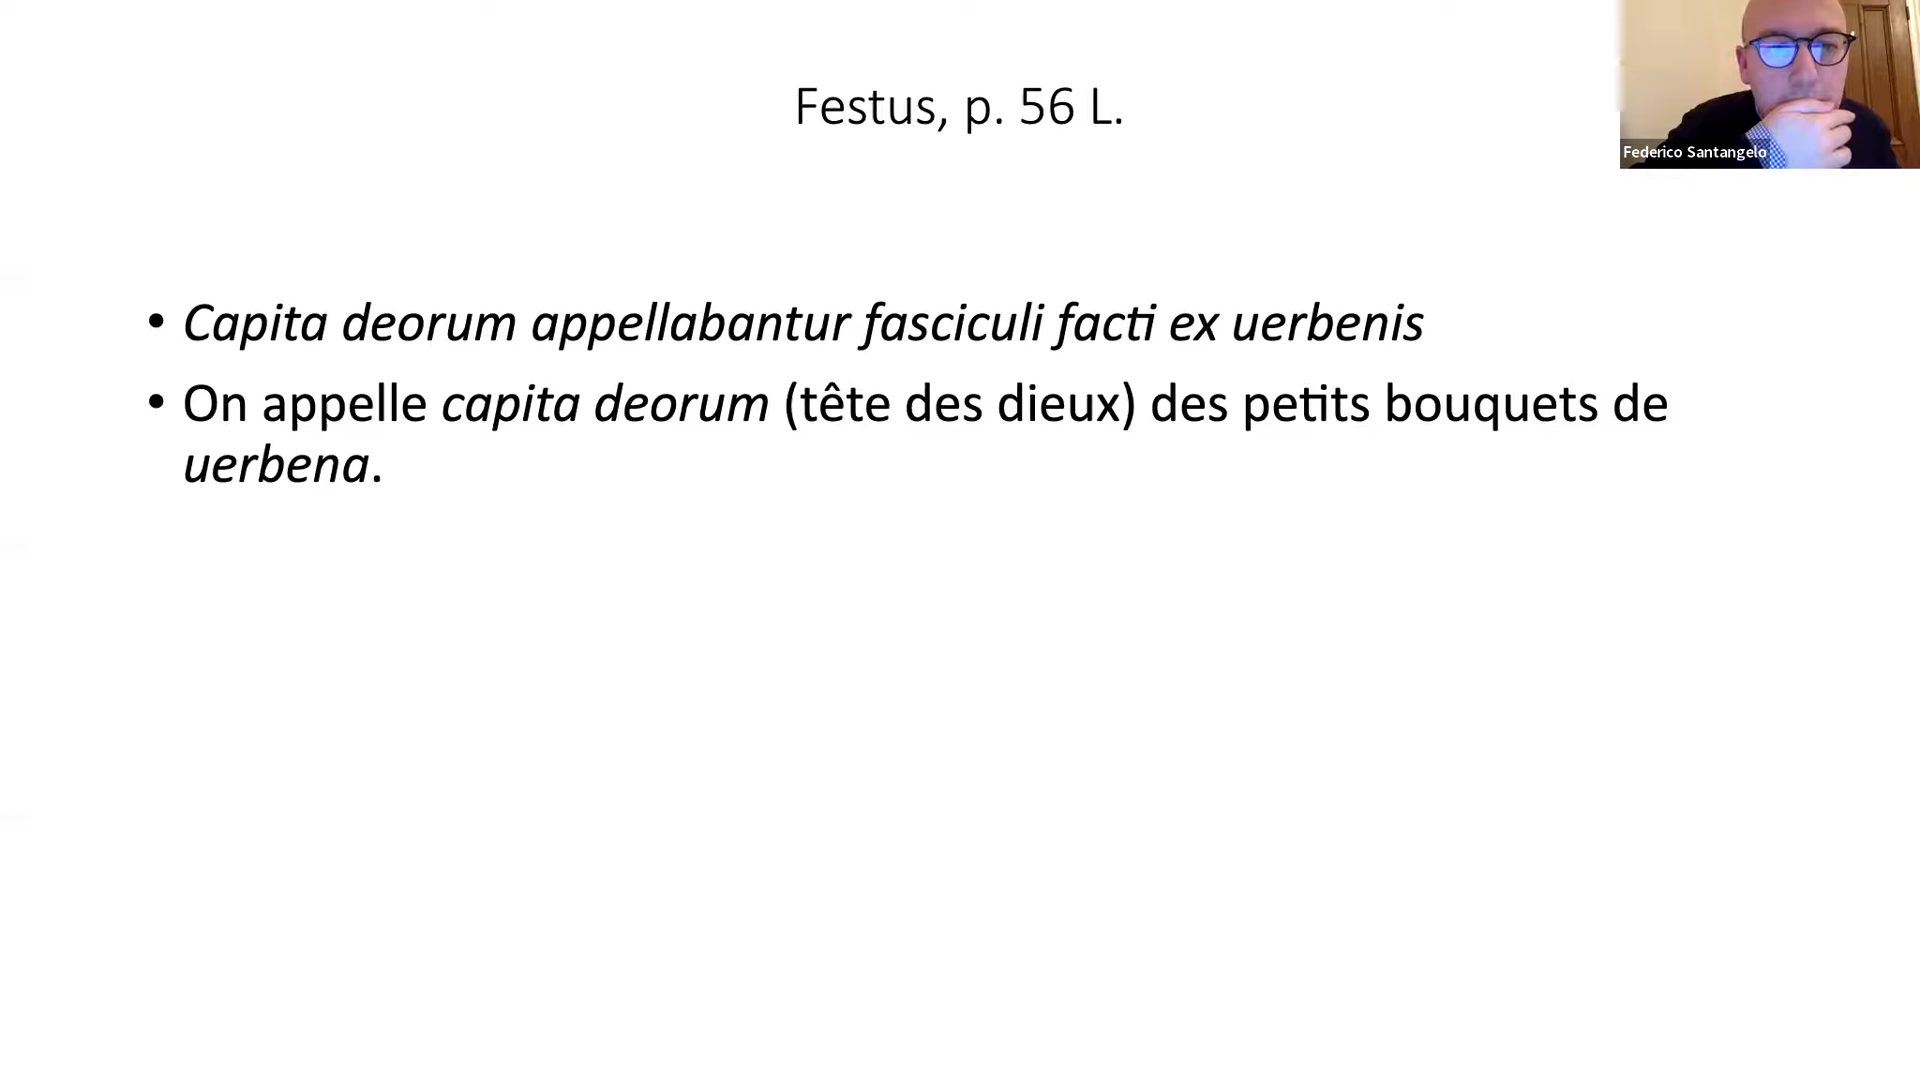 Festus, p. 56 L.
Federico Santangelo
• Capita deorum appellabantur fasciculi facti ex uerbenis
• On appelle capita deorum (tête des dieux) des petits bouquets de
uerbena.